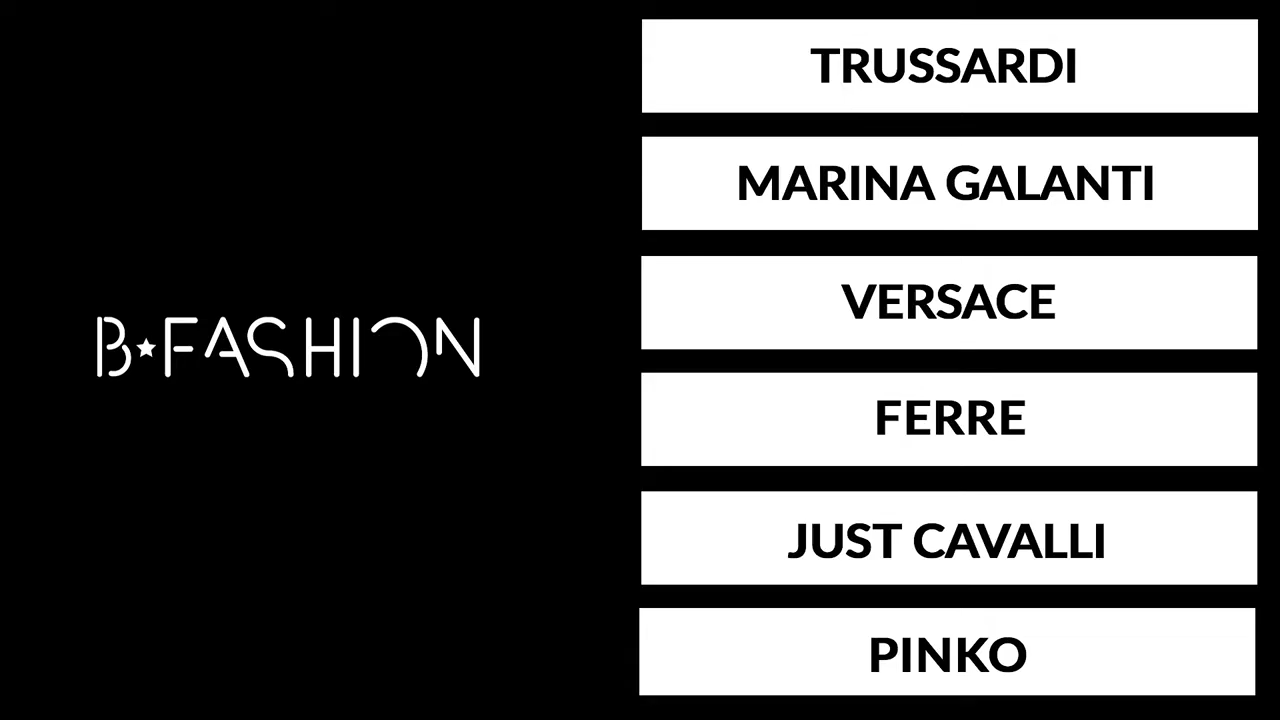 B★FASHION
TRUSSARDI
MARINA GALANTI
VERSACE
FERRE
JUST CAVALLI
PINKO